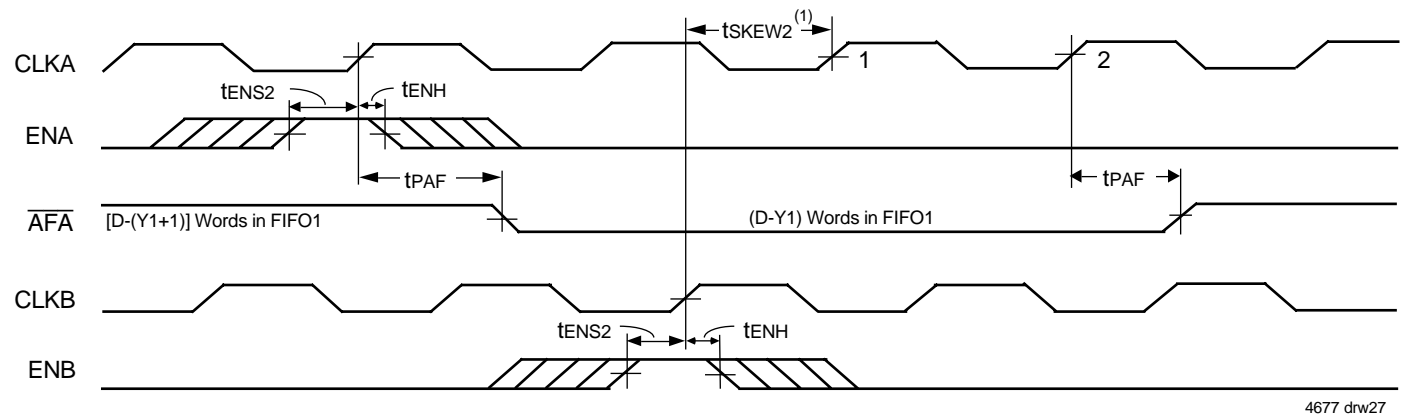 tSKEW2 (1)
CLKA
1
2
tENS2
tENH
ENA
tPAF
tPAF
AFA
[D-(Y1+1)] Words in FIFO1
(D-Y1) Words in FIFO1
CLKB
tENS2
tENH
ENB
4677 drw27